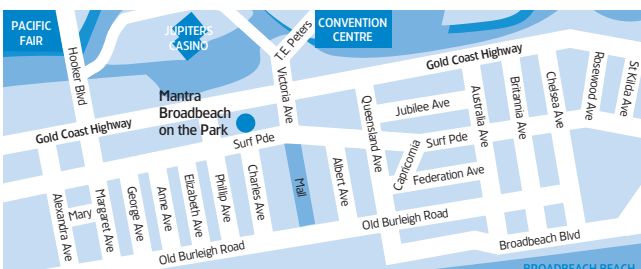 PACIFIC
FAIR
JUPITERS
CASINO
T.E. Peters
CONVENTION
CENTRE
Hooker Blvd
Victoria Ave
Gold Coast Highway
Rosewood Ave
St Kilda Ave
Mantra
Broadbeach
on the Park
Queensland Ave
Jubilee Ave
Australia Ave
Britannia Ave
Chelsea Ave
Gold Coast Highway
Surf Pde
Surf Pde
Capricornia
Federation Ave
Alexandra Ave
Mary
Margaret Ave
George Ave
Anne Ave
Elizabeth Ave
Phillip Ave
Charles Ave
Mall
Albert Ave
Old Burleigh Road
Old Burleigh Road
Broadbeach Blvd
BROADBEACH BEACH